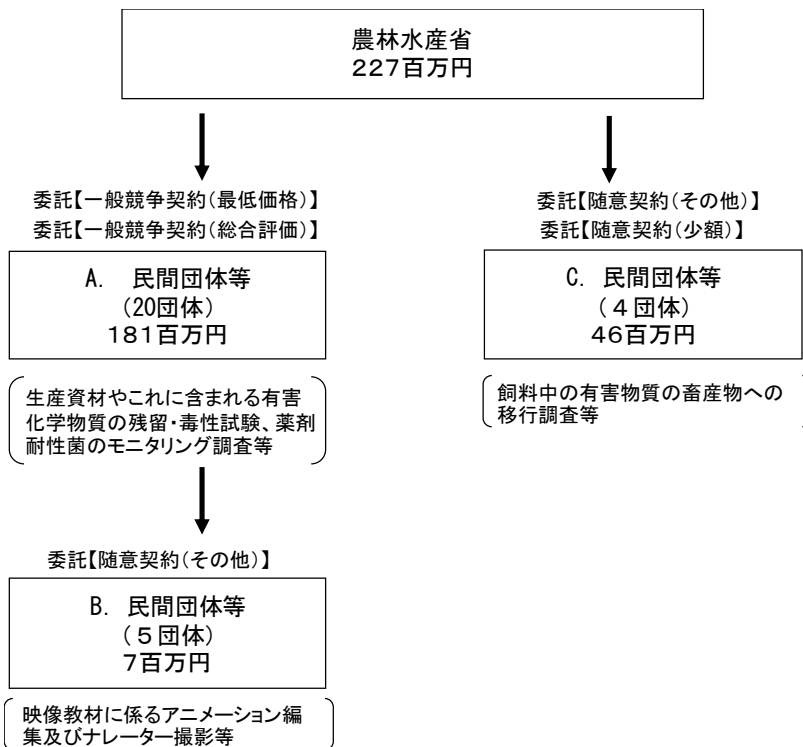 農林水産省
227百万円
委託【一般競争契約(最低価格)】
委託【一般競争契約(総合評価)】
A. 民間団体等
(20団体)
181百万円
生産資材やこれに含まれる有害
化学物質の残留・毒性試験、薬剤
耐性菌のモニタリング調査等
委託【随意契約(その他)】
B. 民間団体等
(5団体)
7百万円
映像教材に係るアニメーション編
集及びナレーター撮影等
委託【随意契約(その他)】
委託【随意契約(少額)】
C. 民間団体等
(4団体)
46百万円
飼料中の有害物質の畜産物への
移行調査等